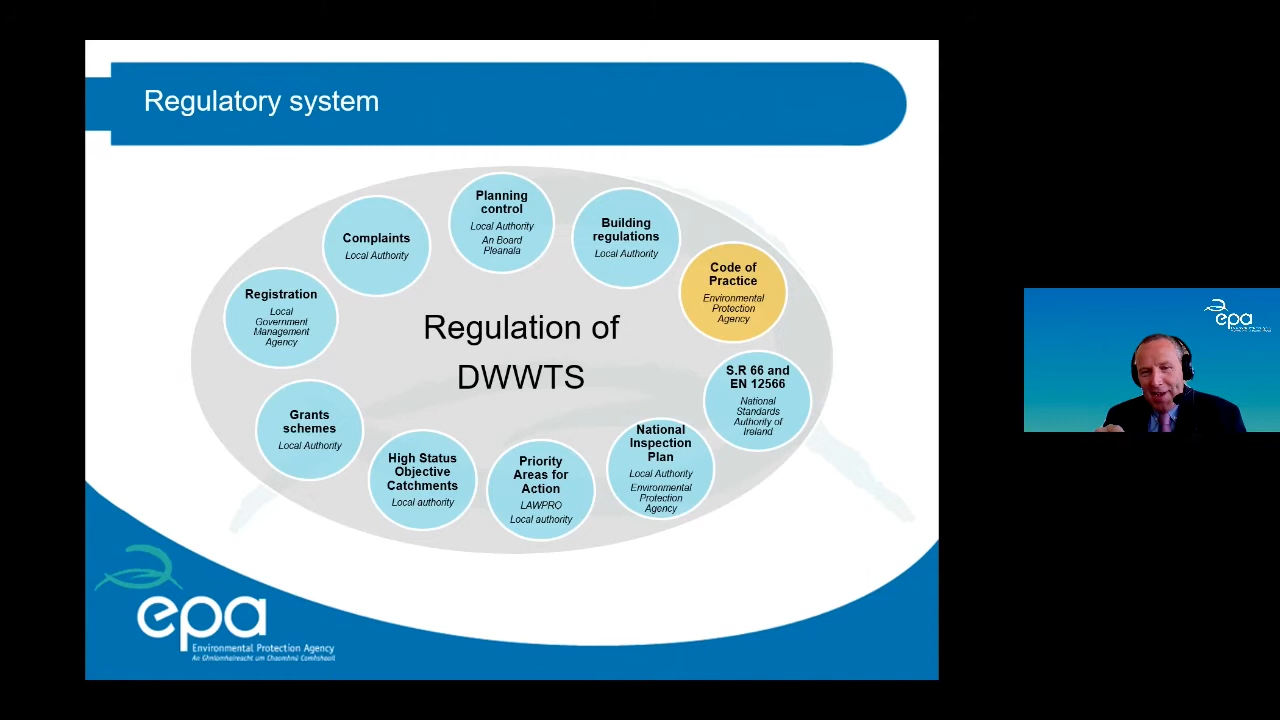 Regulatory system
Planning
control
Local Authority
An Board
Pleanala
Building
regulations
Local Authority
Code of
Practice
Environmental
Protection
Agency
S.R 66 and
EN 12566
National
Standards
Authority of
Ireland
National
Inspection
Plan
Local Authority
Environmental
Protection
Agency
Priority
Areas for
Action
LAWPRO
Local authority
High Status
Objective
Catchments
Local authority
Grants
schemes
Local Authority
Registration
Local
Government
Management
Agency
Complaints
Local Authority
Regulation of
DWWTS
epa
Environmental Protection Agency
An Ghníomhaireacht um Chaomhnú Comhshaoil
epa